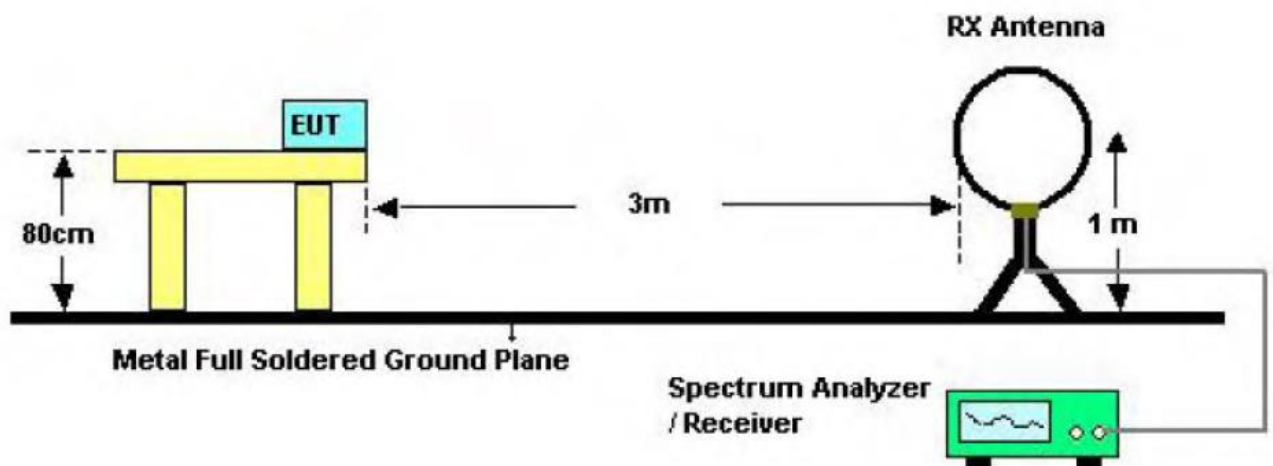 RX Antenna
EUT
80cm
3m
1 m
Metal Full Soldered Ground Plane
Spectrum Analyzer
/ Receiver